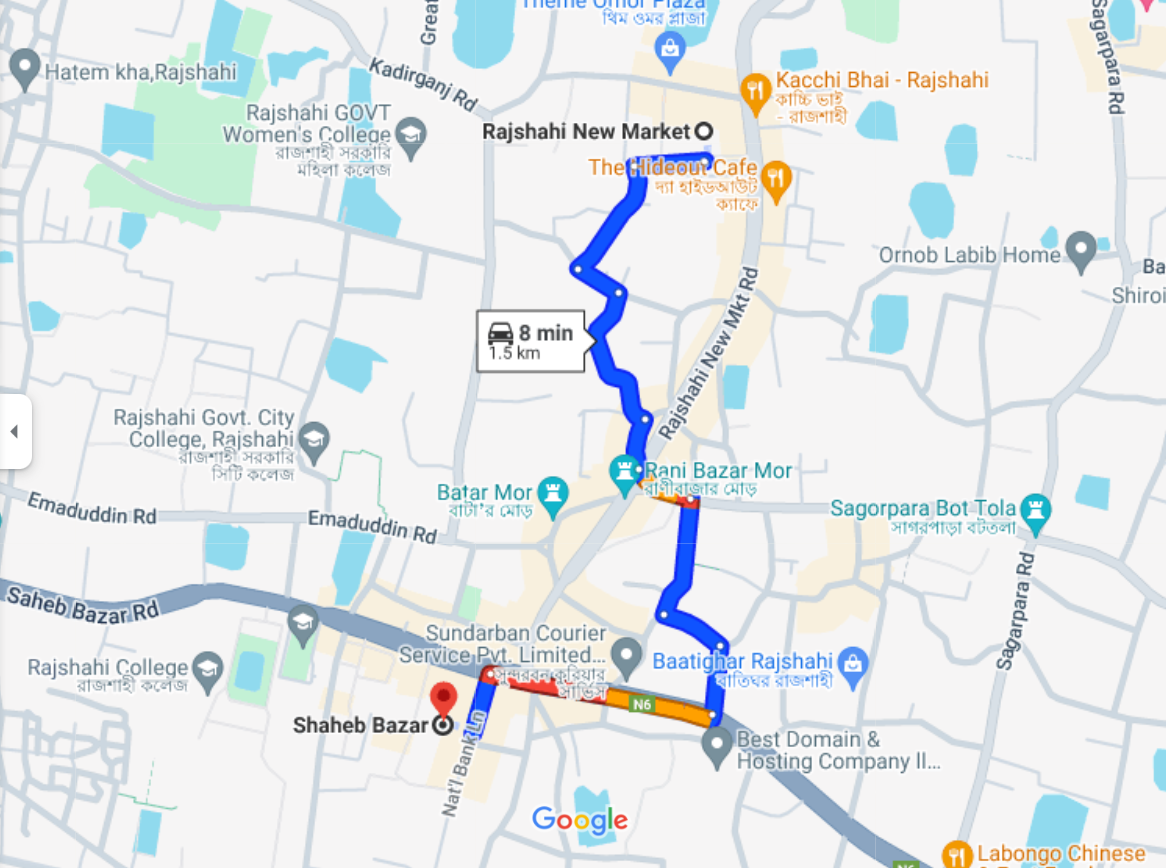 Theme Omor Plaza
থিম ওমর প্লাজা
Great
Sagarpara Rd
Hatem kha,Rajshahi
Kadirganj Rd
Kacchi Bhai - Rajshahi
কাচ্চি ভাই
- রাজশাহী
Rajshahi GOVT
Women's College
রাজশাহী সরকারি
মহিলা কলেজ
Rajshahi New Market
The Hideout Cafe
দ্যা হাইডআউট
ক্যাফে
Ornob Labib Home
Ba
Shiroi
Rajshahi New Mkt Rd
8 min
1.5 km
Rajshahi Govt. City
College, Rajshahi
রাজশাহী সরকারি
সিটি কলেজ
Rani Bazar Mor
রাণীবাজার মোড়
Batar Mor
বাটা'র মোড়
Sagorpara Bot Tola
সাগরপাড়া বটতলা
Emaduddin Rd
Emaduddin Rd
Sagarpara Rd
Saheb Bazar Rd
Sundarban Courier
Service Pvt. Limited...
সুন্দরবন কুরিয়ার
সার্ভিস
Rajshahi College
রাজশাহী কলেজ
Baatighar Rajshahi
বাতিঘর রাজশাহী
N6
Shaheb Bazar
Nat'l Bank Ln
Best Domain &
Hosting Company ll...
Google
Labongo Chinese
N6